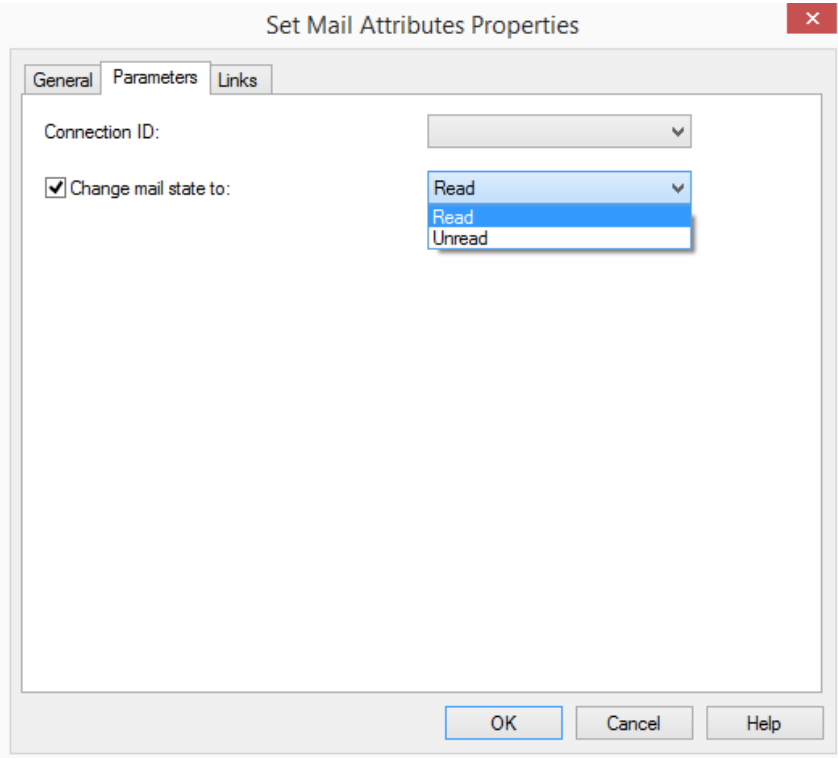 Set Mail Attributes Properties
General Parameters Links
Connection ID:
Change mail state to: Read
Read
Unread
OK Cancel Help